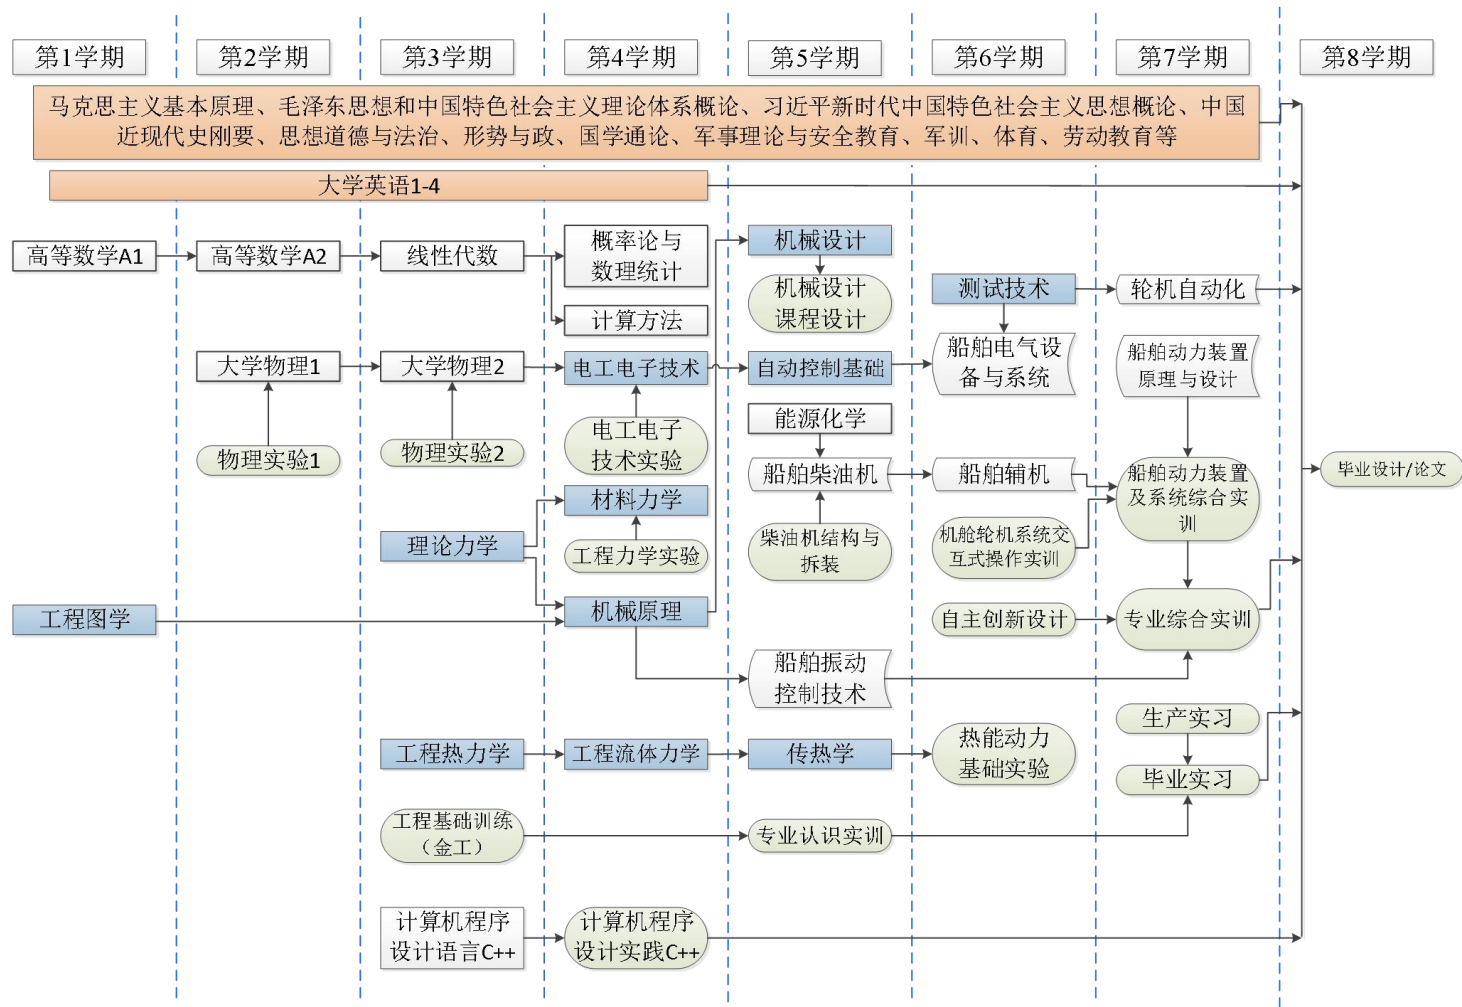 第1学期
第2学期
第3学期
第4学期
第5学期
第6学期
第7学期
第8学期
马克思主义基本原理、毛泽东思想和中国特色社会主义理论体系概论、习近平新时代中国特色社会主义思想概论、中国
近现代史刚要、思想道德与法治、形势与政、国学通论、军事理论与安全教育、军训、体育、劳动教育等
大学英语1-4
高等数学A1
高等数学A2
线性代数
概率论与
数理统计
机械设计
计算方法
机械设计
课程设计
测试技术
轮机自动化
大学物理1
大学物理2
电工电子技术
自动控制基础
船舶电气设
备与系统
船舶动力装置
原理与设计
物理实验1
物理实验2
电工电子
技术实验
能源化学
船舶柴油机
船舶辅机
船舶动力装置
及系统综合实
训
毕业设计/论文
材料力学
理论力学
工程力学实验
柴油机结构与
拆装
机舱轮机系统交
互式操作实训
工程图学
机械原理
自主创新设计
专业综合实训
船舶振动
控制技术
生产实习
工程热力学
工程流体力学
传热学
热能动力
基础实验
毕业实习
工程基础训练
（金工）
专业认识实训
计算机程序
设计语言C++
计算机程序
设计实践C++